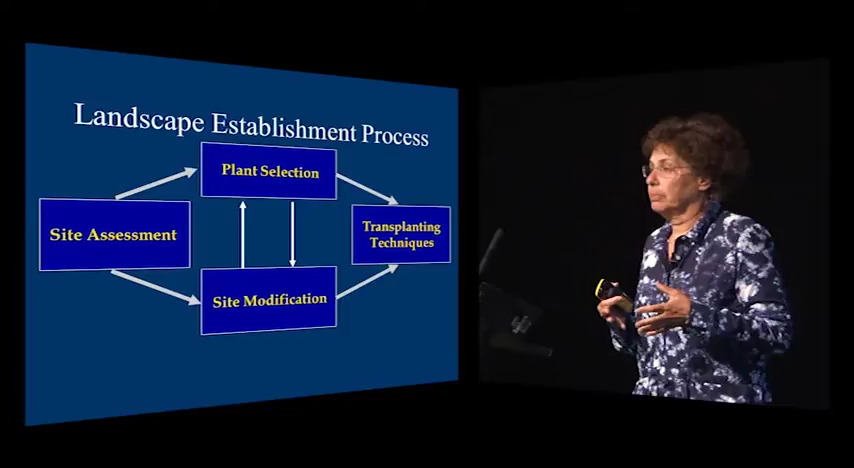 Landscape Establishment Process
Plant Selection
Site Assessment
Transplanting
Techniques
Site Modification